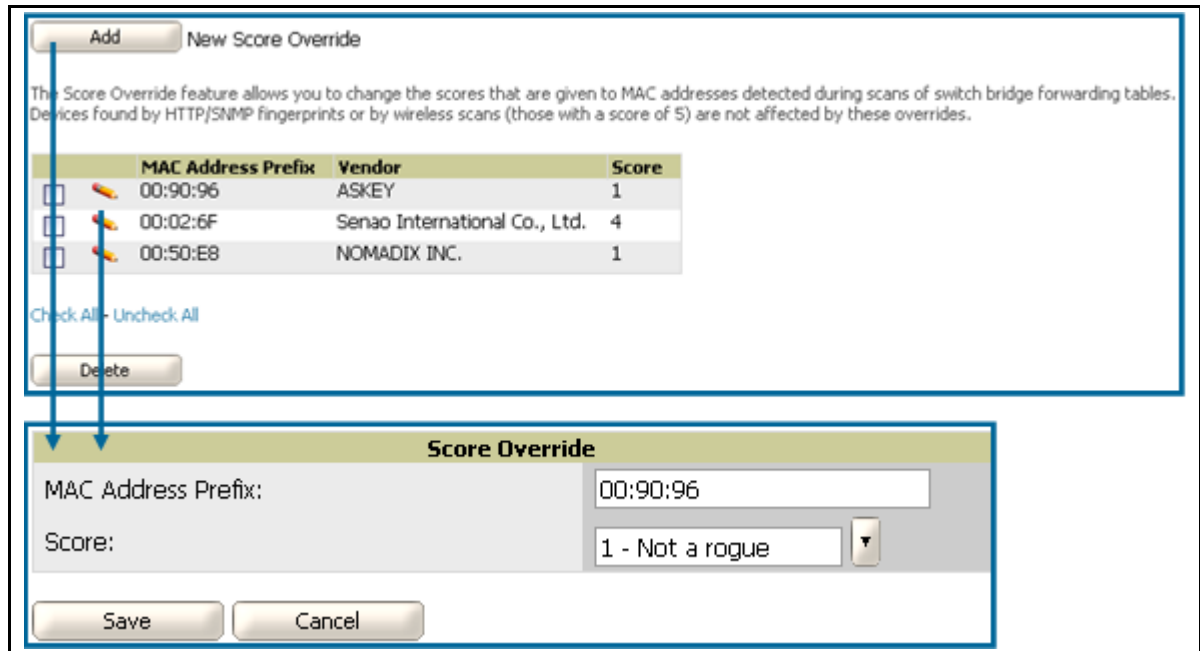 Add New Score Override
The Score Override feature allows you to change the scores that are given to MAC addresses detected during scans of switch bridge forwarding tables.
Devices found by HTTP/SNMP fingerprints or by wireless scans (those with a score of 5) are not affected by these overrides.
MAC Address Prefix Vendor Score
00:90:96 ASKEY 1
00:02:6F Senao International Co., Ltd. 4
00:50:E8 NOMADIX INC. 1
Check All - Uncheck All
Delete
Score Override
MAC Address Prefix: 00:90:96
Score: 1 - Not a rogue
Save Cancel